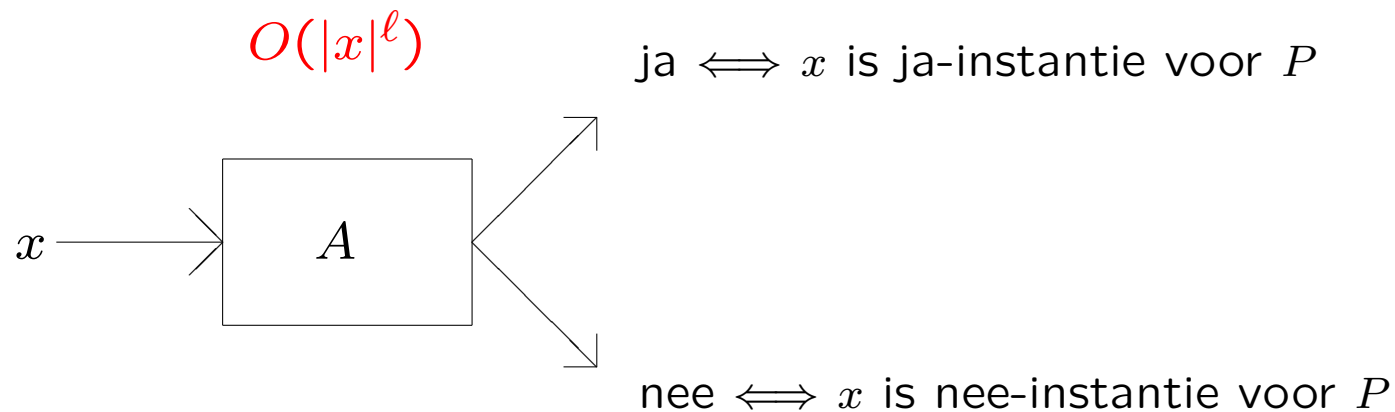 O(|x|^ℓ)
ja ⟺ x is ja-instantie voor P
x
A
nee ⟺ x is nee-instantie voor P